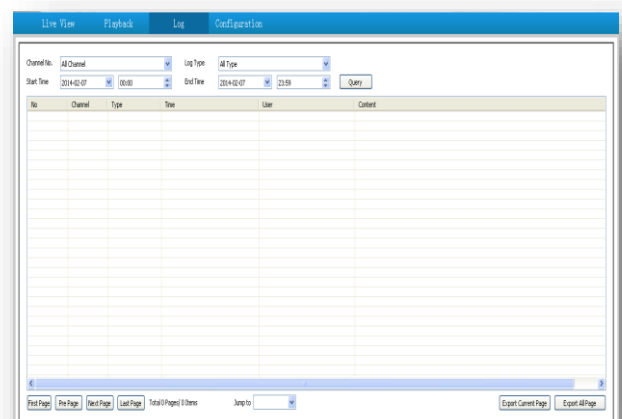 Live View Playback Log Configuration
Channel No. All Channel Log Type All Type
Start Time 2014-02-07 00:00 End Time 2014-02-07 23:59 Query
No Channel Type Time User Content
First Page Pre Page Next Page Last Page Total 0 Pages/ 0 Items Jump to Export Current Page Export All Page